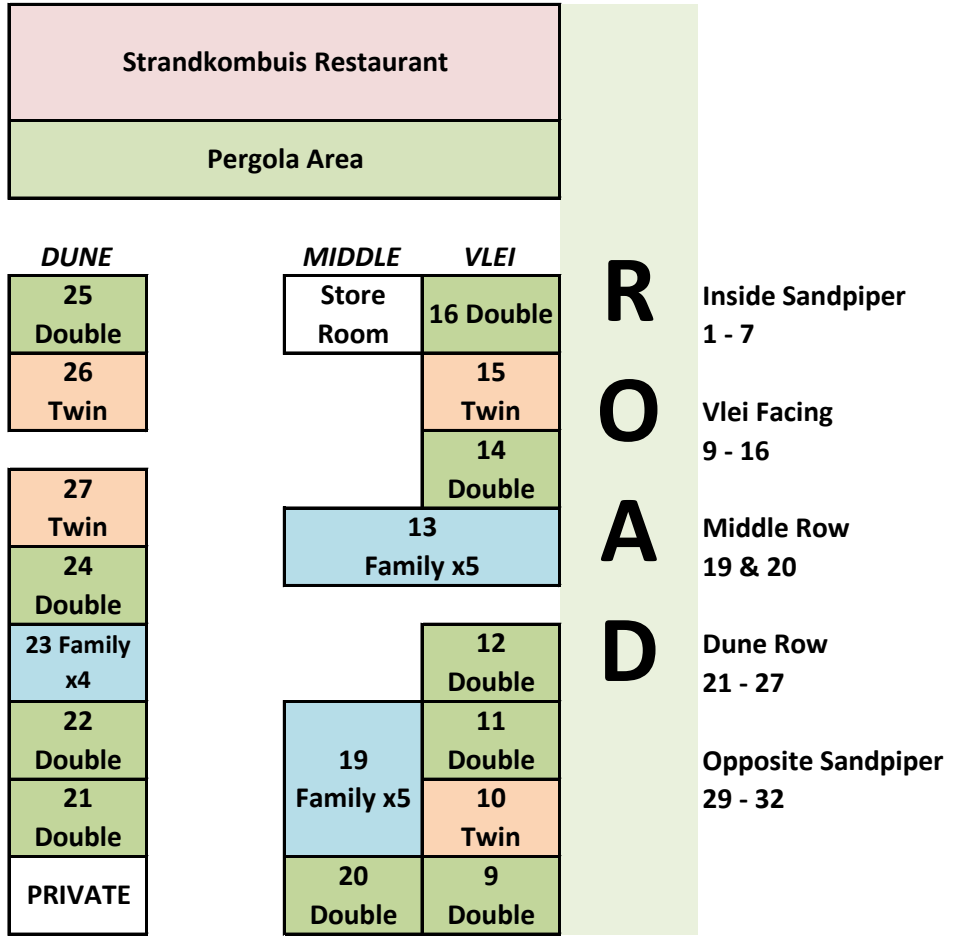 Strandkombuis Restaurant
Pergola Area
DUNE
MIDDLE
VLEI
25
Double
26
Twin
27
Twin
24
Double
23 Family
x4
22
Double
21
Double
PRIVATE
Store
Room
16 Double
15
Twin
14
Double
13
Family x5
12
Double
19
Family x5
11
Double
10
Twin
20
Double
9
Double
R
O
A
D
Inside Sandpiper
1 - 7
Vlei Facing
9 - 16
Middle Row
19 & 20
Dune Row
21 - 27
Opposite Sandpiper
29 - 32